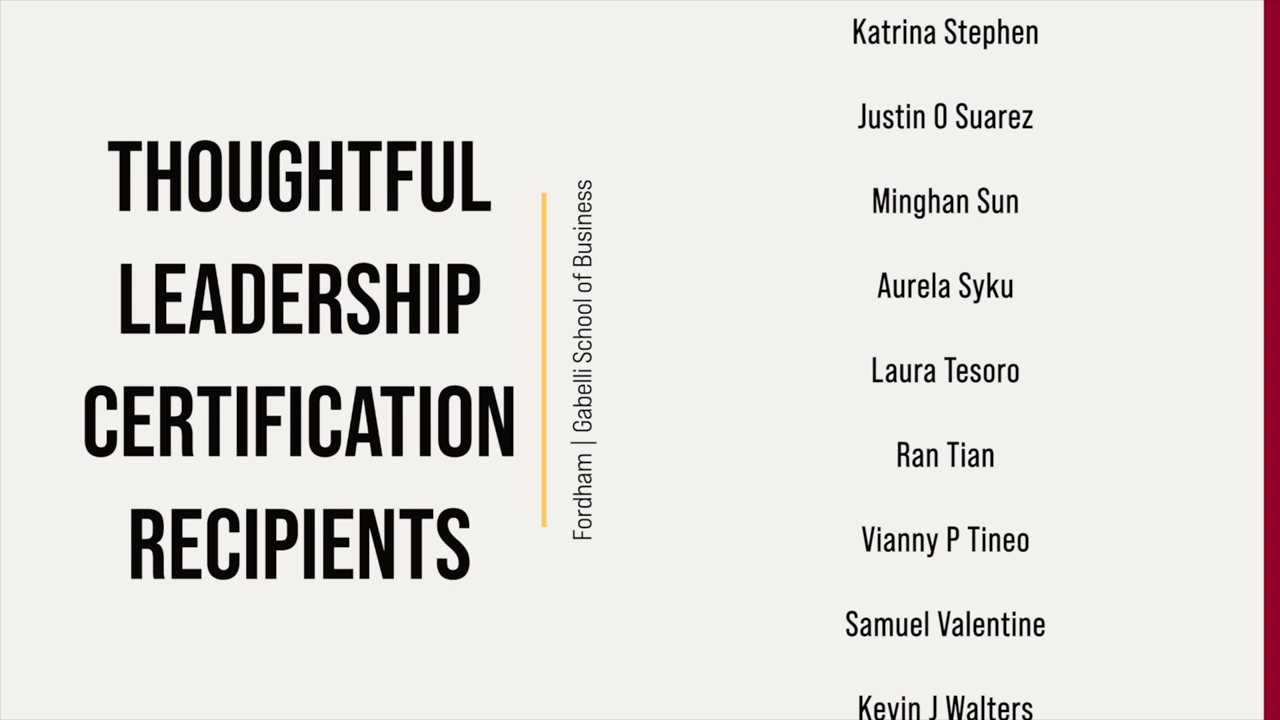 THOUGHTFUL
LEADERSHIP
CERTIFICATION
RECIPIENTS
Fordham | Gabelli School of Business
Katrina Stephen
Justin O Suarez
Minghan Sun
Aurela Syku
Laura Tesoro
Ran Tian
Vianny P Tineo
Samuel Valentine
Kevin J Walters